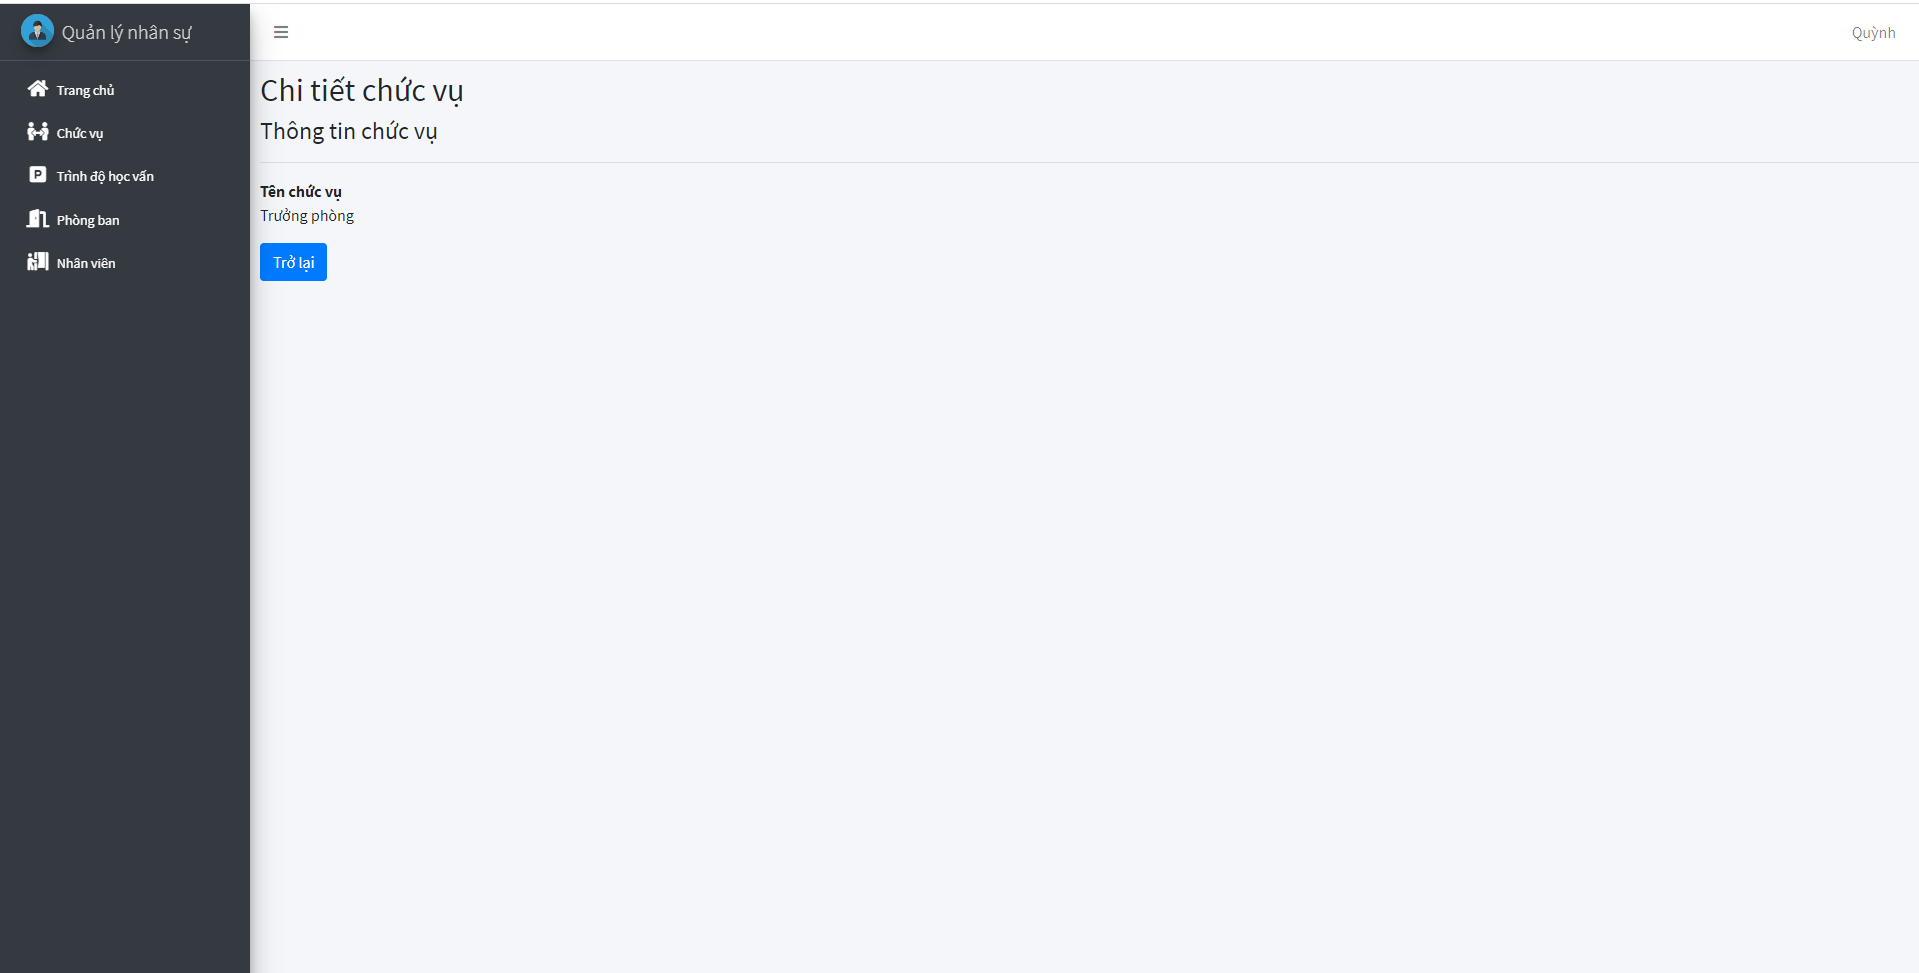 Quản lý nhân sự
Quỳnh
Trang chủ
Chức vụ
P Trình độ học vấn
Phòng ban
Nhân viên
Chi tiết chức vụ
Thông tin chức vụ
Tên chức vụ
Trưởng phòng
Trở lại